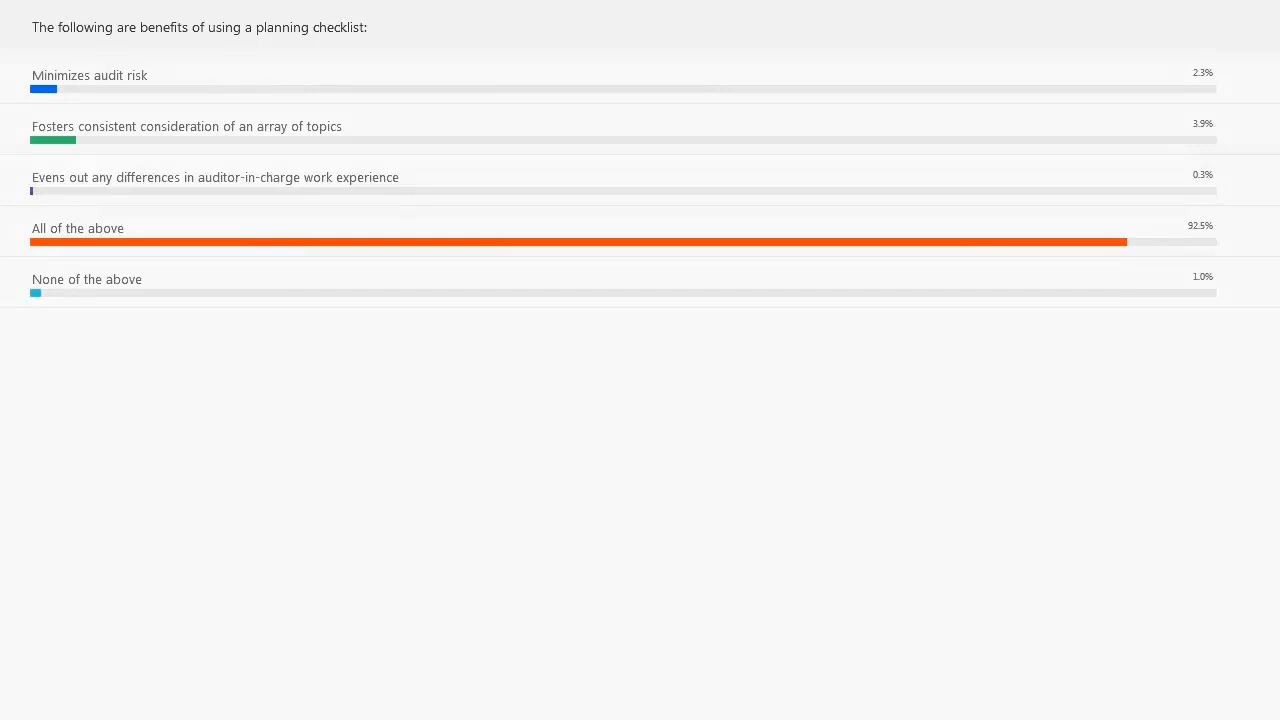 The following are benefits of using a planning checklist:
Minimizes audit risk
2.3%
Fosters consistent consideration of an array of topics
3.9%
Evens out any differences in auditor-in-charge work experience
0.3%
All of the above
92.5%
None of the above
1.0%